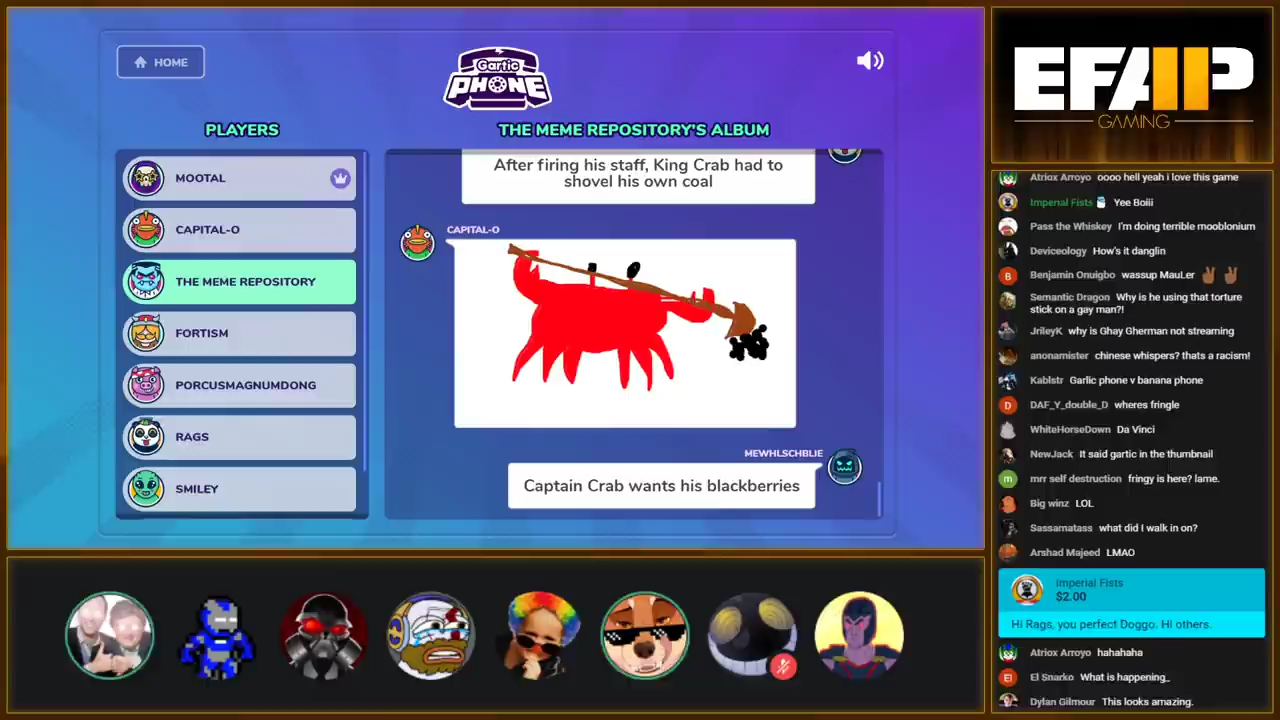 HOME
Gartic
PHONE
PLAYERS
MOOTAL
CAPITAL-O
THE MEME REPOSITORY
FORTISM
PORCUSMAGNUMDONG
RAGS
SMILEY
THE MEME REPOSITORY'S ALBUM
After firing his staff, King Crab had to
shovel his own coal
CAPITAL-O
MEWHLSCHBLIE
Captain Crab wants his blackberries
EFAP
GAMING
Atriox Arroyo oooo hell yeah i love this game
Imperial Fists Yee Boiii
Pass the Whiskey I'm doing terrible mooblonium
Deviceology How's it danglin
B Benjamin Onuigbo wassup MauLer
Semantic Dragon Why is he using that torture
stick on a gay man?!
JrileyK why is Ghay Gherman not streaming
anonamister chinese whispers? thats a racism!
Kablstr Garlic phone v banana phone
D DAF_Y_double_D wheres fringle
WhiteHorseDown Da Vinci
NewJack It said gartic in the thumbnail
m mrr self destruction fringy is here? lame.
Big winz LOL
Sassamatass what did I walk in on?
Arshad Majeed LMAO
Imperial Fists
$2.00
Hi Rags, you perfect Doggo. Hi others.
Atriox Arroyo hahahaha
El El Snarko What is happening_
Dylan Gilmour This looks amazing.